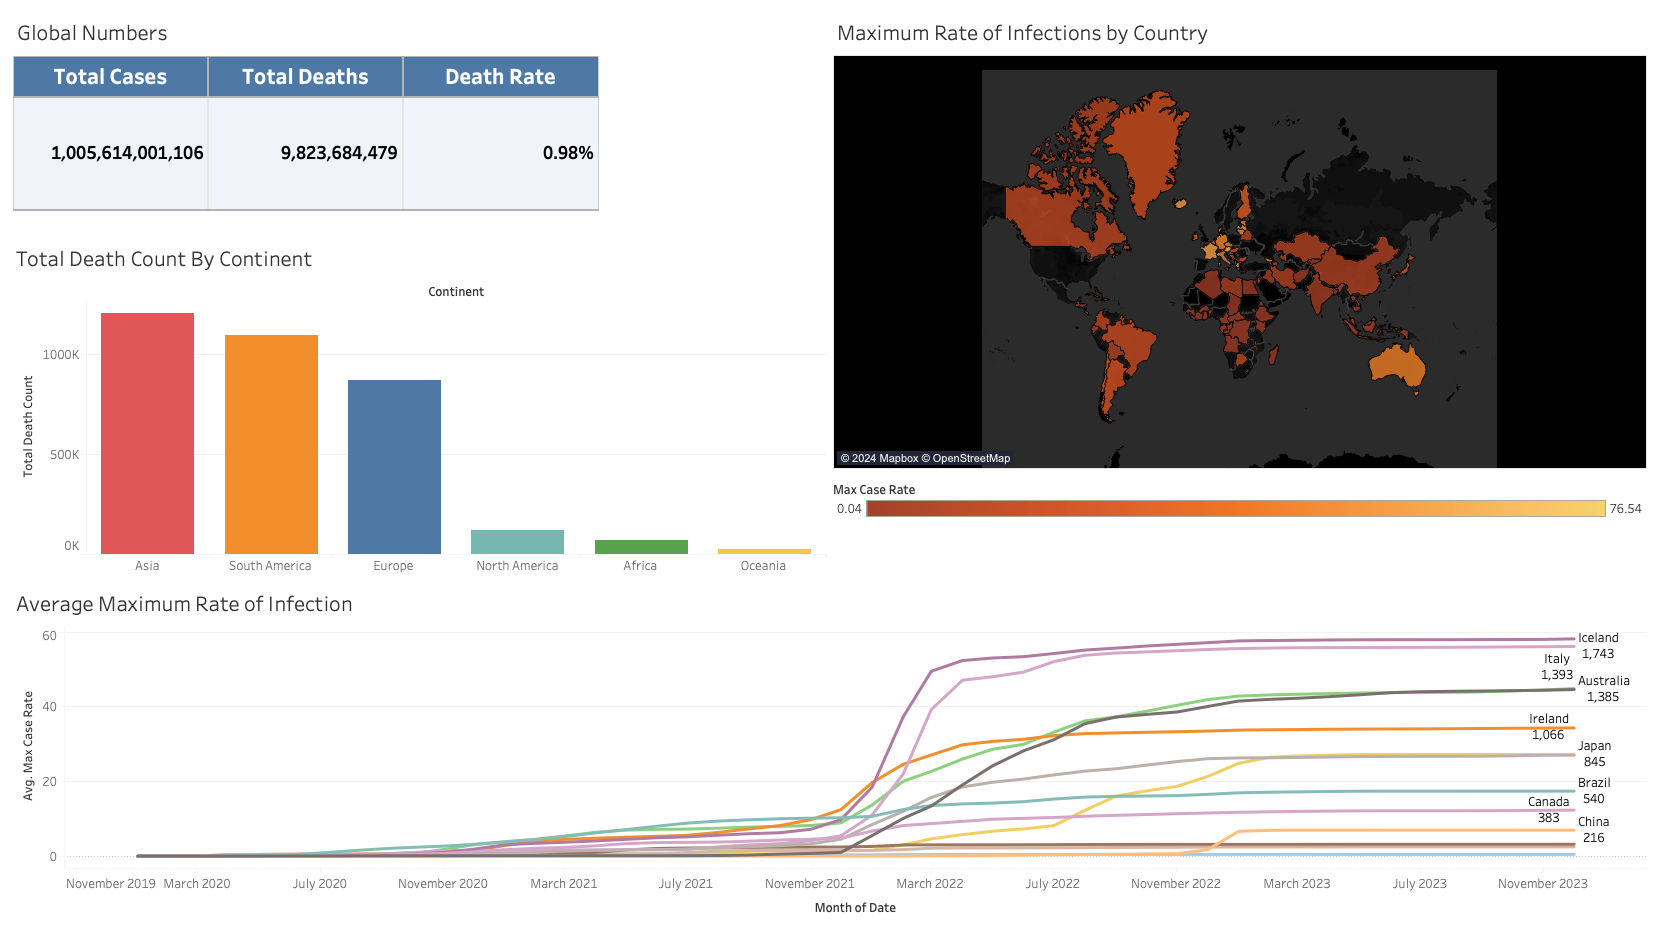 Global Numbers
Total Cases Total Deaths Death Rate
1,005,614,001,106 9,823,684,479 0.98%
Maximum Rate of Infections by Country
© 2024 Mapbox © OpenStreetMap
Max Case Rate
0.04 76.54
Total Death Count By Continent
Continent
Total Death Count
1000K
500K
0K
Asia South America Europe North America Africa Oceania
Average Maximum Rate of Infection
Avg. Max Case Rate
60
40
20
0
Iceland
1,743
Italy
1,393
Australia
1,385
Ireland
1,066
Japan
845
Brazil
540
Canada
383
China
216
November 2019 March 2020 July 2020 November 2020 March 2021 July 2021 November 2021 March 2022 July 2022 November 2022 March 2023 July 2023 November 2023
Month of Date